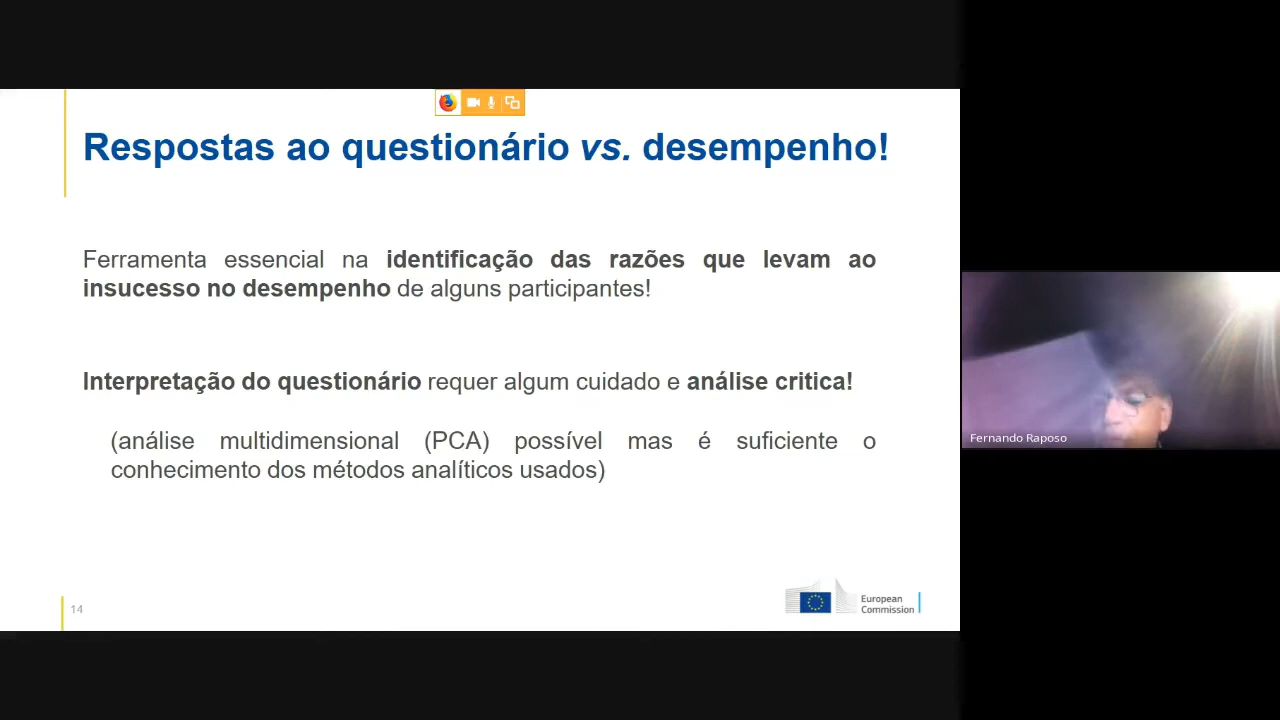 Respostas ao questionário vs. desempenho!
Ferramenta essencial na identificação das razões que levam ao
insucesso no desempenho de alguns participantes!
Interpretação do questionário requer algum cuidado e análise critica!
(análise multidimensional (PCA) possível mas é suficiente o
conhecimento dos métodos analíticos usados)
14
European
Commission
Fernando Raposo